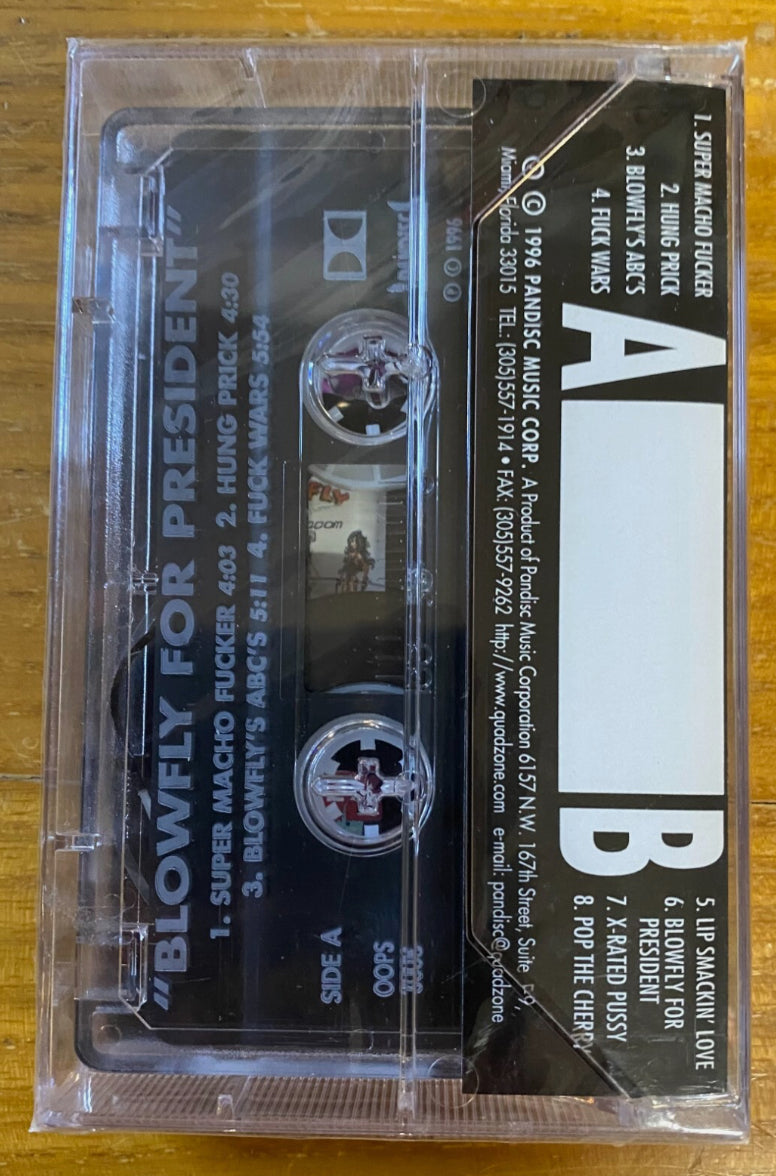 1. SUPER MACHO FUCKER
2. HUNG PRICK
3. BLOWFLY'S ABC'S
4. FUCK WARS
A
B
5. LIP SMACKIN' LOVE
6. BLOWFLY FOR
PRESIDENT
7. X-RATED PUSSY
8. POP THE CHERRY
Ⓟ © 1996 PANDISC MUSIC CORP. A Product of Pandisc Music Corporation 6157 N.W. 167th Street, Suite
Miami, Florida 33015 TEL: (305)557-1914 • FAX: (305)557-9262 http://www.quadzone.com e-mail: pandisc@quadzone
"BLOWFLY FOR PRESIDENT"
1. SUPER MACHO FUCKER 4:03 2. HUNG PRICK 4:30
3. BLOWFLY'S ABC'S 5:11 4. FUCK WARS 5:54
SIDE A
OOPS
1996 Ⓟ ©